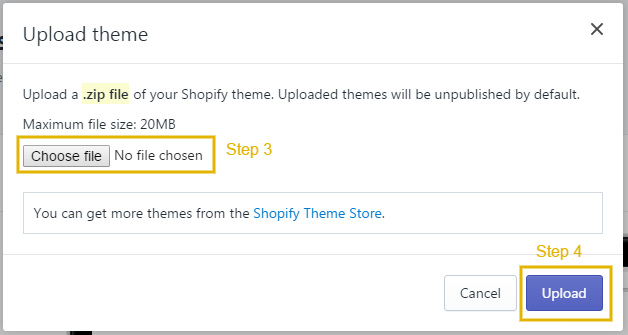 Upload theme
Upload a .zip file of your Shopify theme. Uploaded themes will be unpublished by default.
Maximum file size: 20MB
Choose file No file chosen Step 3
You can get more themes from the Shopify Theme Store.
Step 4
Cancel Upload